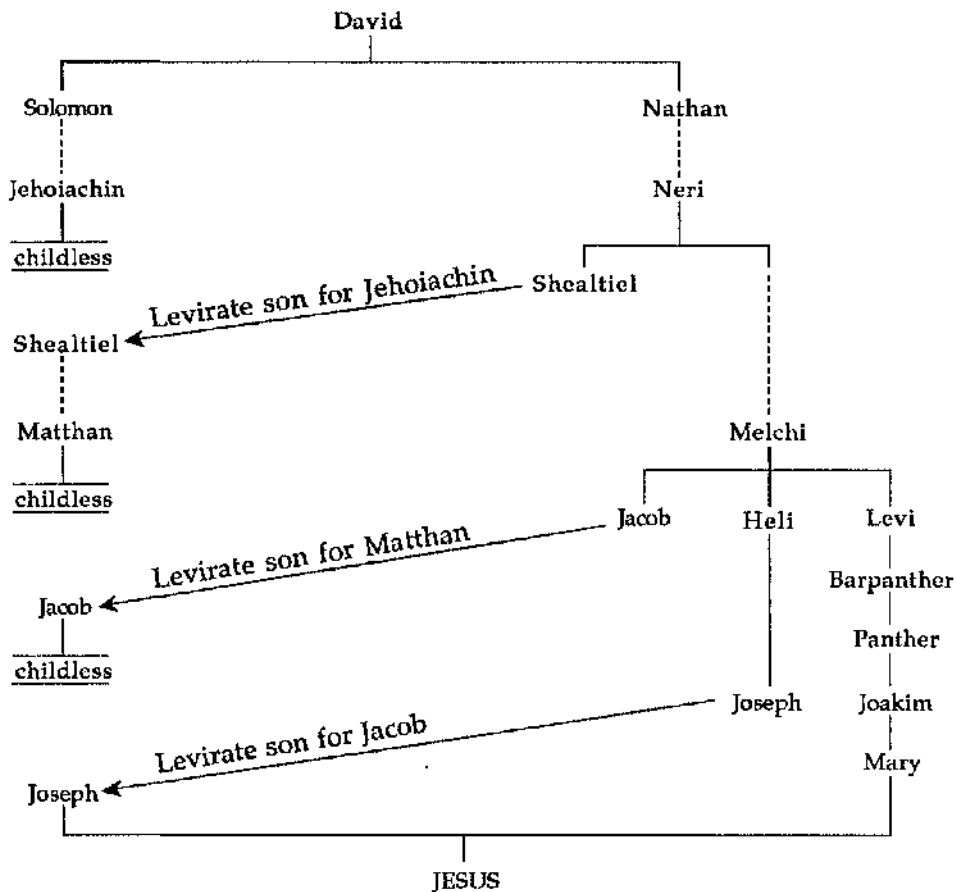 David
Solomon Nathan
Jehoiachin Neri
childless
Levirate son for Jehoiachin Shealtiel
Shealtiel
Matthan Melchi
childless
Jacob Heli Levi
Levirate son for Matthan
Barpanther
Jacob
Panther
childless
Joseph Joakim
Levirate son for Jacob
Mary
Joseph
JESUS